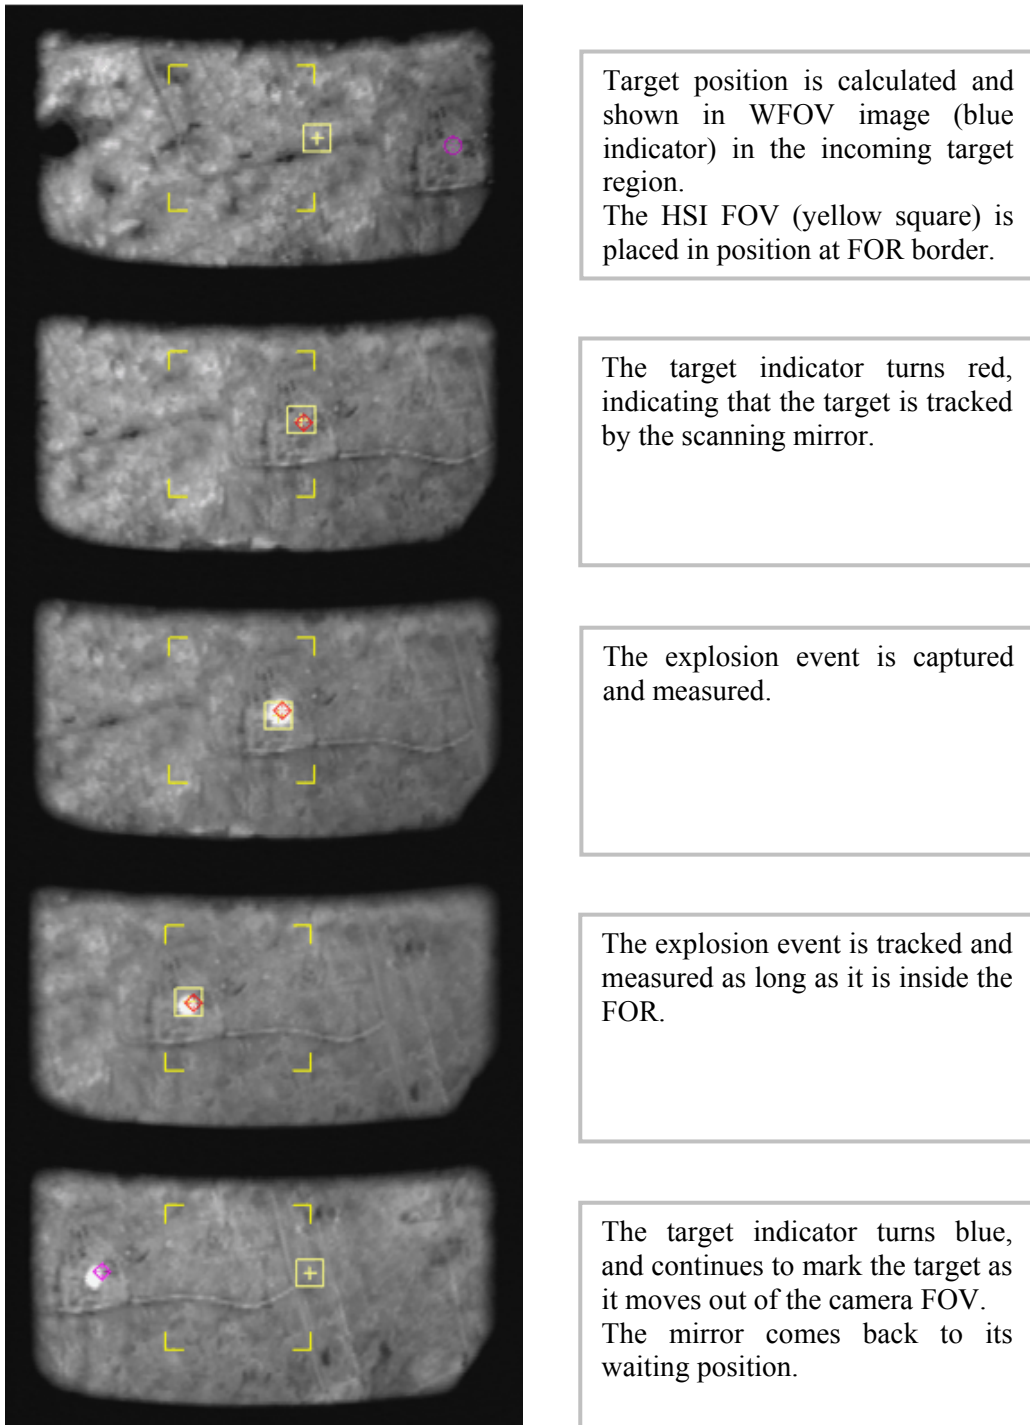 Target position is calculated and
shown in WFOV image (blue
indicator) in the incoming target
region.
The HSI FOV (yellow square) is
placed in position at FOR border.
The target indicator turns red,
indicating that the target is tracked
by the scanning mirror.
The explosion event is captured
and measured.
The explosion event is tracked and
measured as long as it is inside the
FOR.
The target indicator turns blue,
and continues to mark the target as
it moves out of the camera FOV.
The mirror comes back to its
waiting position.